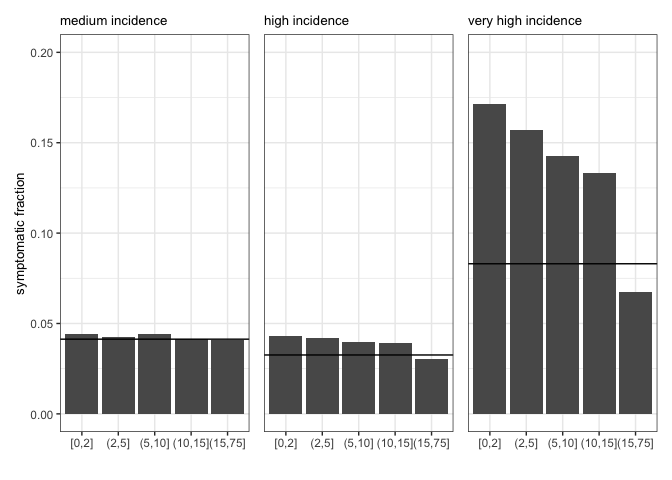 medium incidence
high incidence
very high incidence
symptomatic fraction
0.20
0.15
0.10
0.05
0.00
[0,2] (2,5] (5,10] (10,15] (15,75]
[0,2] (2,5] (5,10] (10,15] (15,75]
[0,2] (2,5] (5,10] (10,15] (15,75]